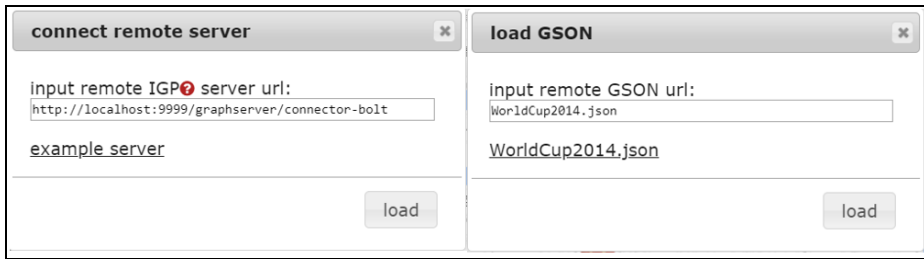 connect remote server
input remote IGP? server url:
http://localhost:9999/graphserver/connector-bolt
example server
load
load GSON
input remote GSON url:
WorldCup2014.json
WorldCup2014.json
load